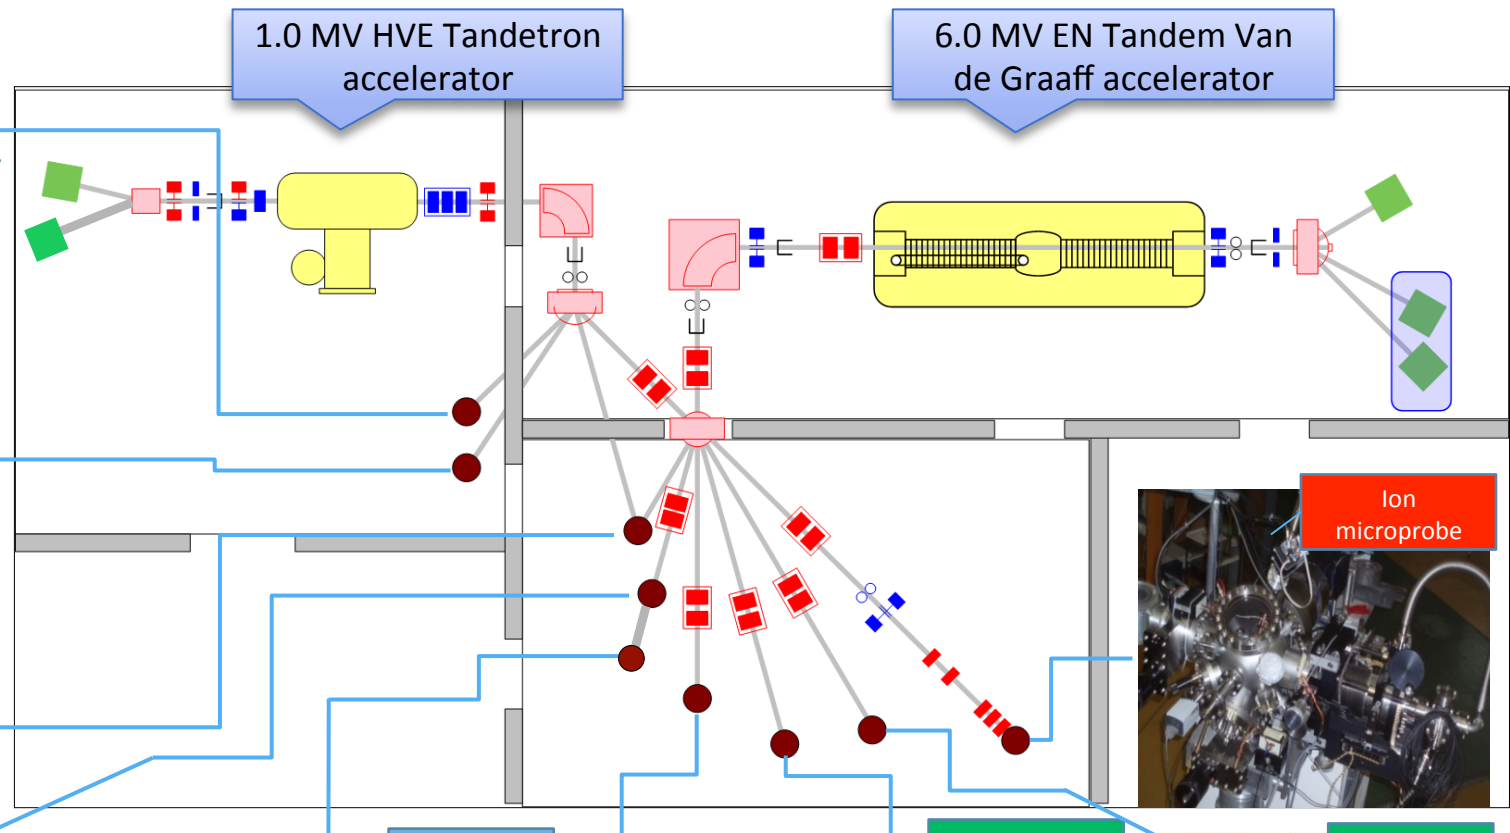 1.0 MV HVE Tandetron
accelerator
6.0 MV EN Tandem Van
de Graaff accelerator
Ion
microprobe